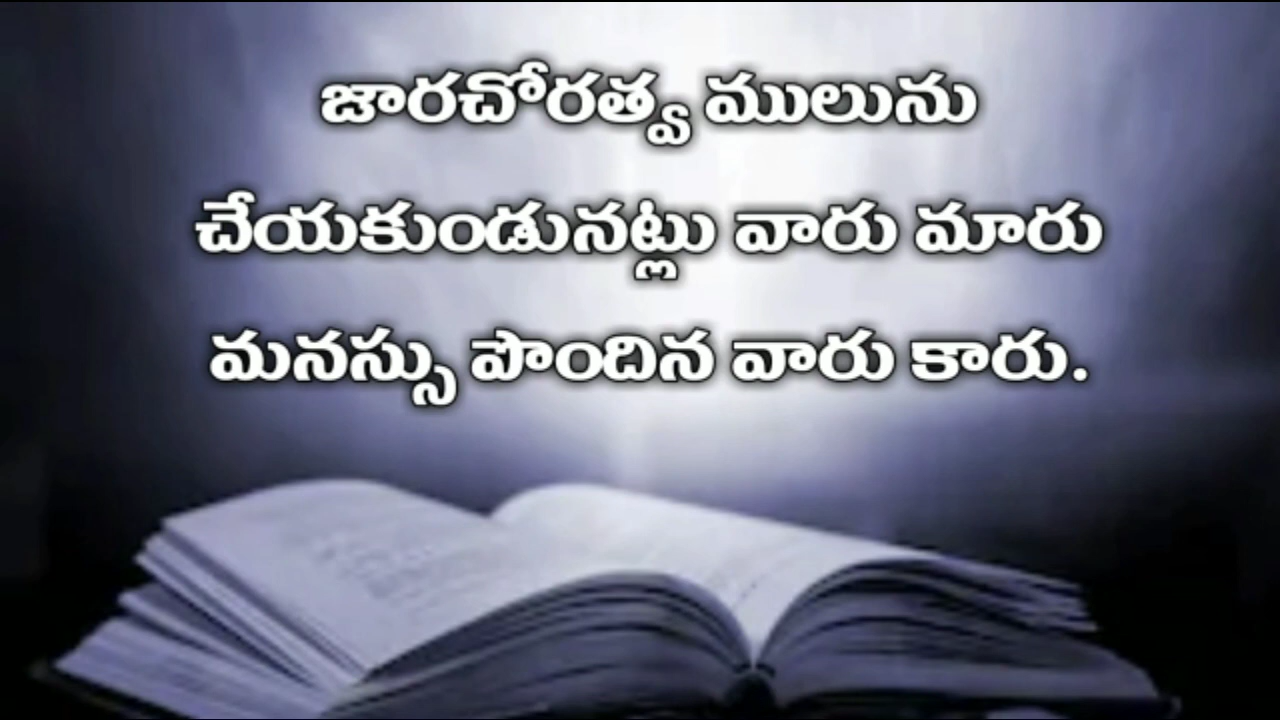 జారచోరత్వ ములును
చేయకుండునట్లు వారు మారు
మనస్సు పొందిన వారు కారు.